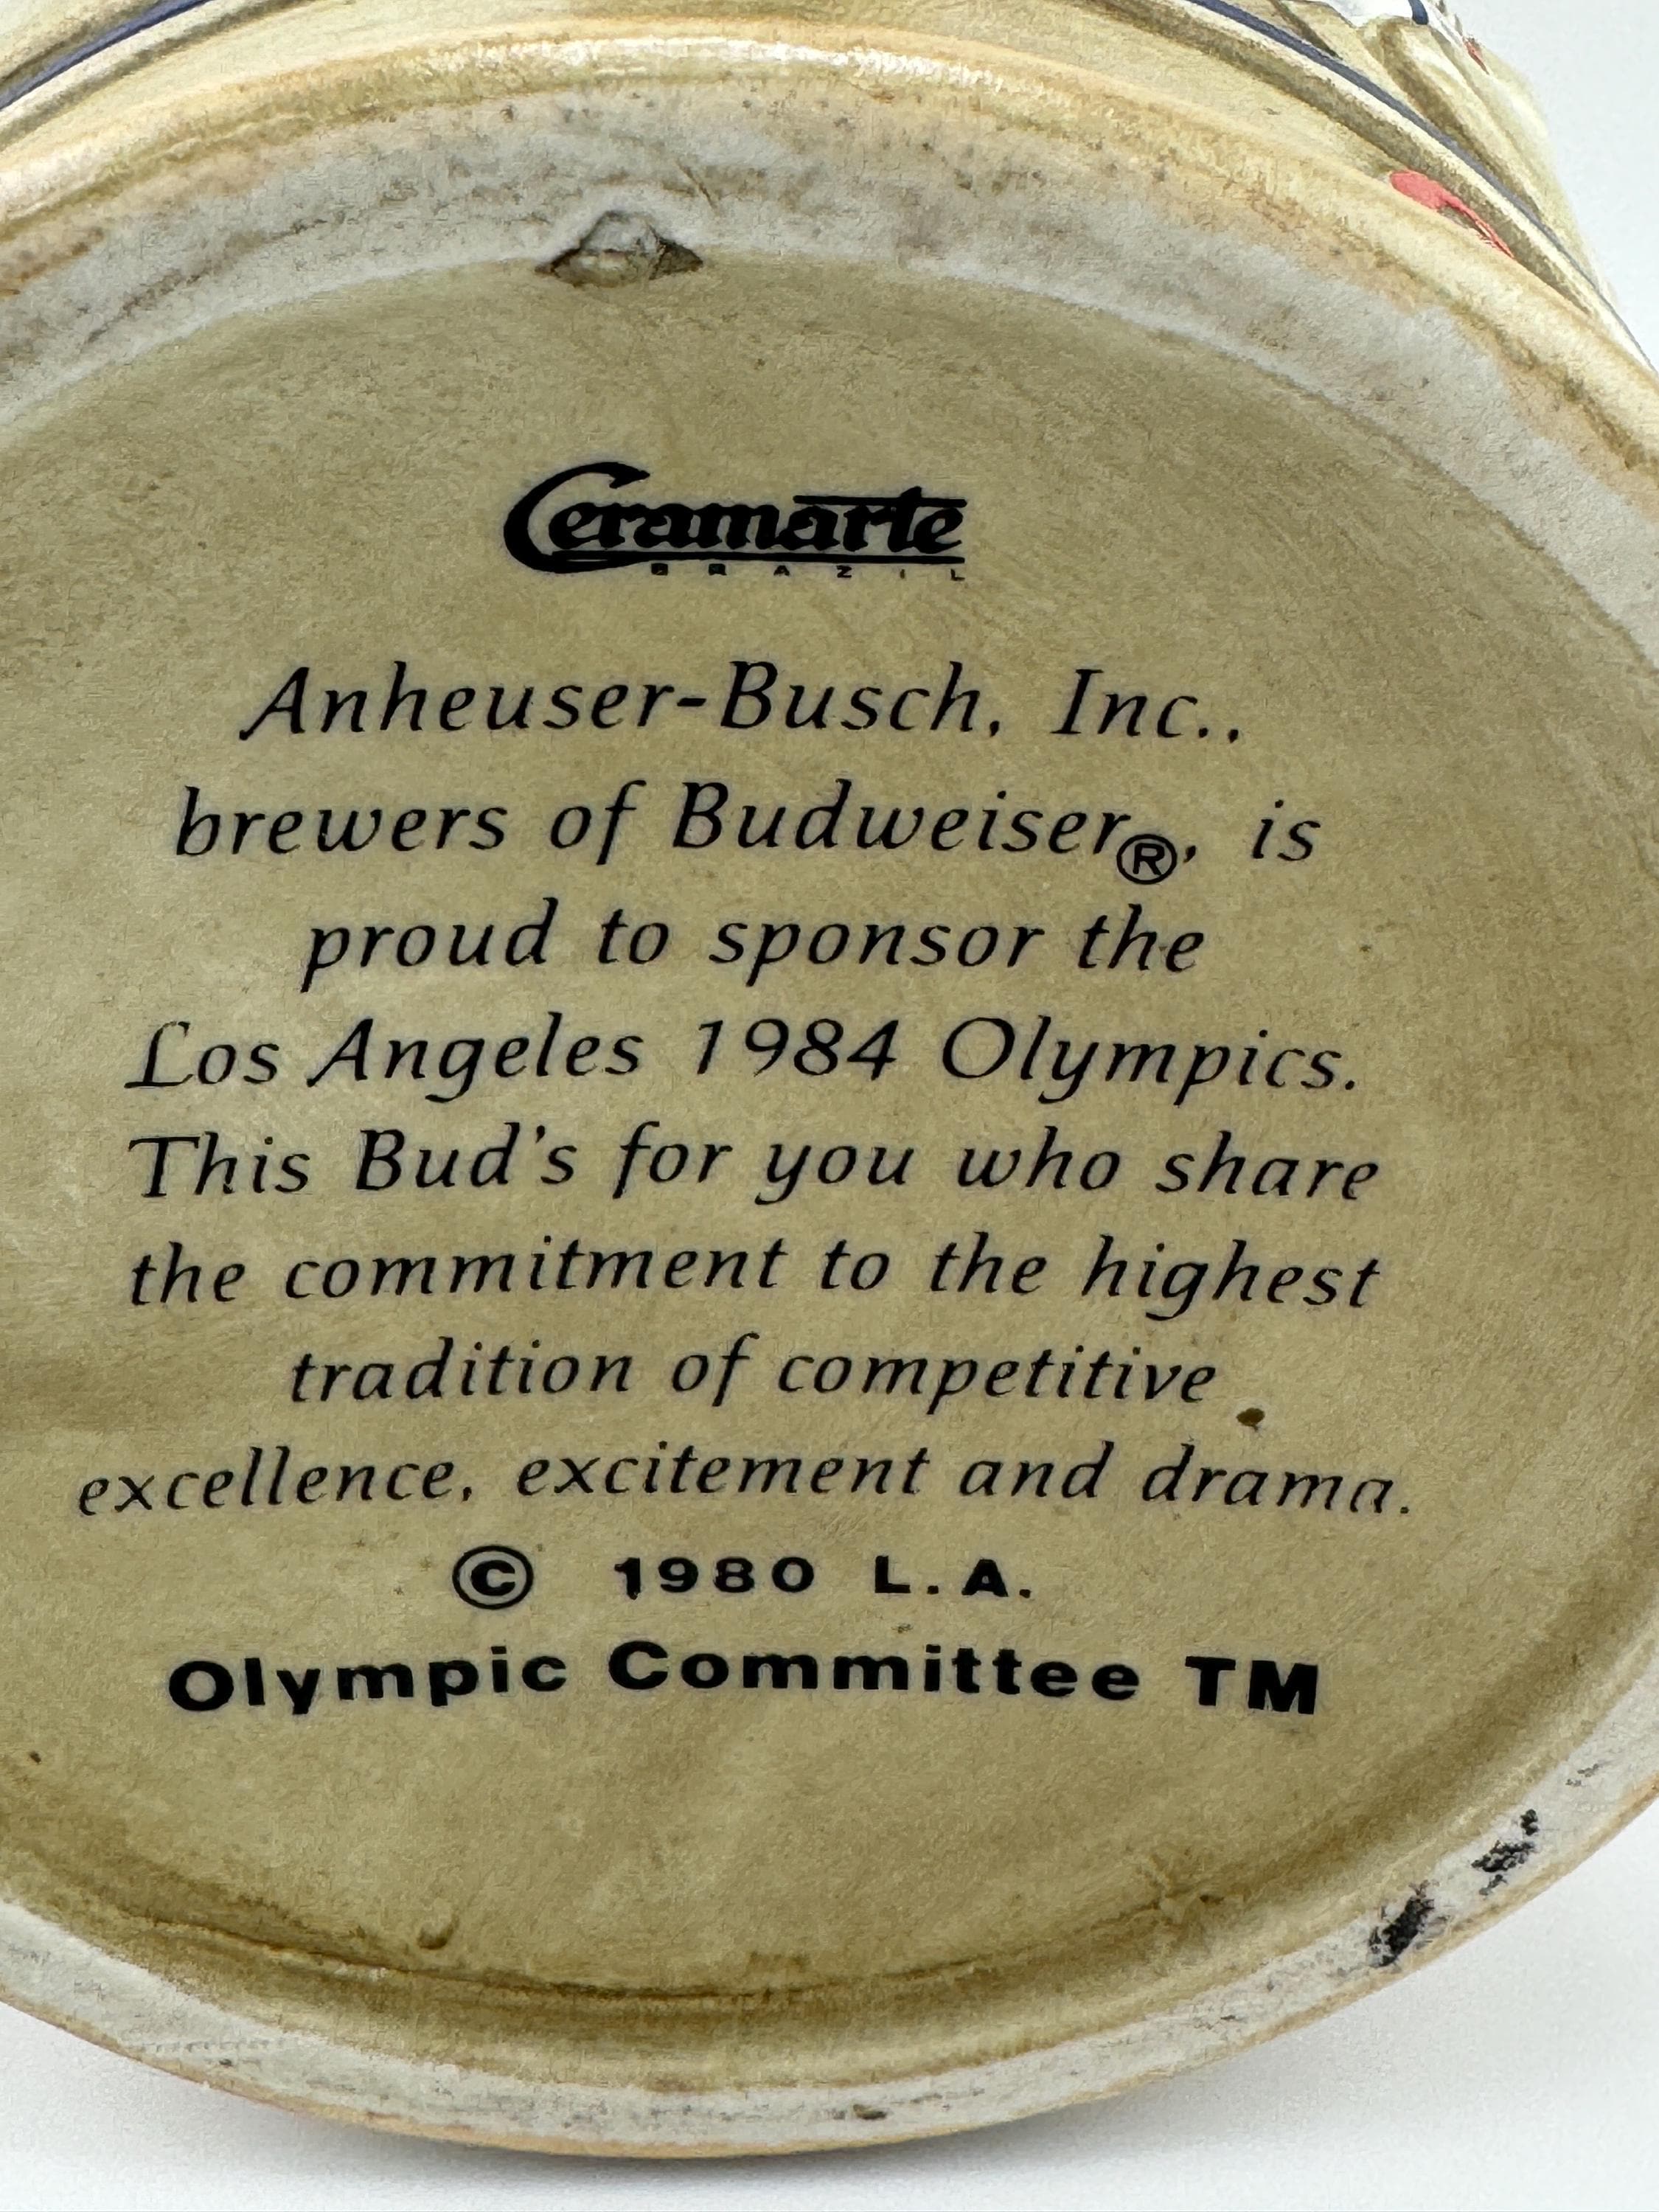 Ceramarte
BRAZIL
Anheuser-Busch, Inc.,
brewers of Budweiser®, is
proud to sponsor the
Los Angeles 1984 Olympics.
This Bud's for you who share
the commitment to the highest
tradition of competitive
excellence, excitement and drama.
© 1980 L.A.
Olympic Committee TM